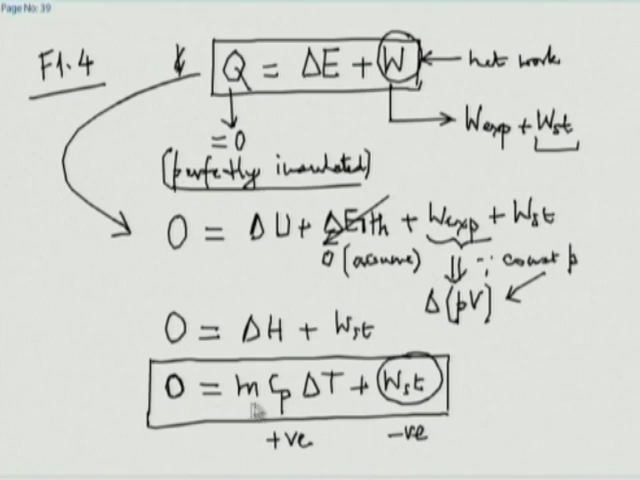 Page No: 39
F1.4
Q = ΔE + W ← net work
= 0
→ Wexp + Wst
(perfectly insulated)
0 = ΔU + ΔEth + Wexp + Wst
0 (assume) ⇓ ∵ const p
Δ(pV)
0 = ΔH + Wst
0 = m Cp ΔT + Wst
+ve -ve